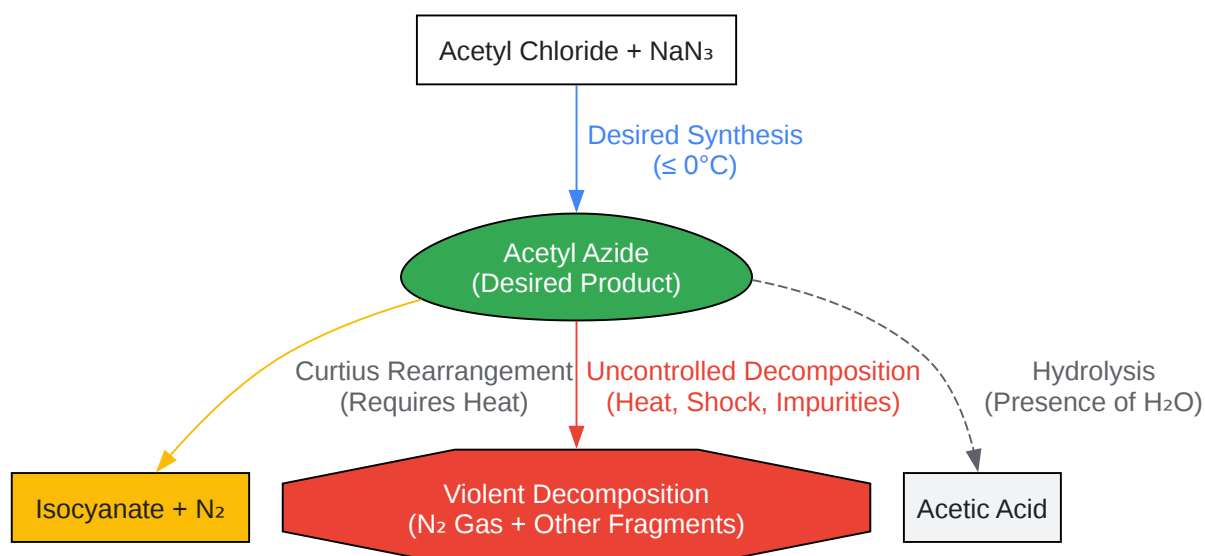 Acetyl Chloride + NaN₃
Desired Synthesis
(≤ 0°C)
Acetyl Azide
(Desired Product)
Curtius Rearrangement
(Requires Heat)
Uncontrolled Decomposition
(Heat, Shock, Impurities)
Hydrolysis
(Presence of H₂O)
Isocyanate + N₂
Violent Decomposition
(N₂ Gas + Other Fragments)
Acetic Acid